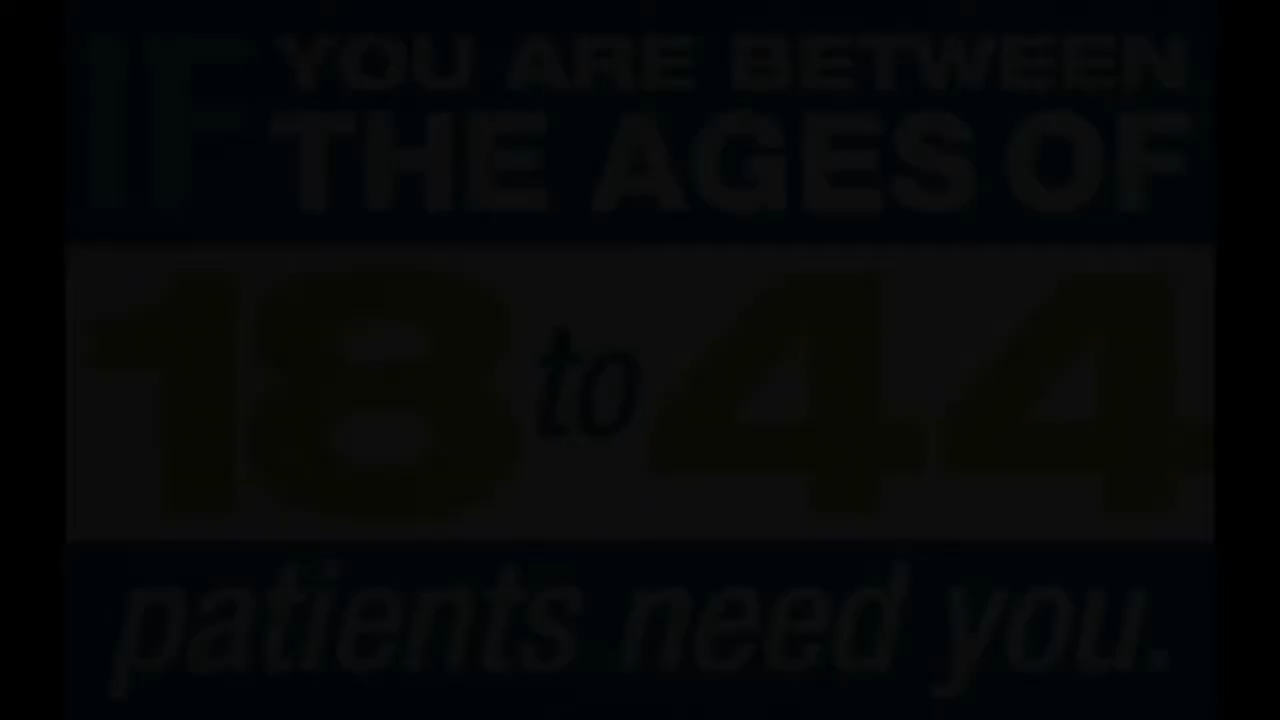 IF YOU ARE BETWEEN
THE AGES OF
18 to 44
patients need you.